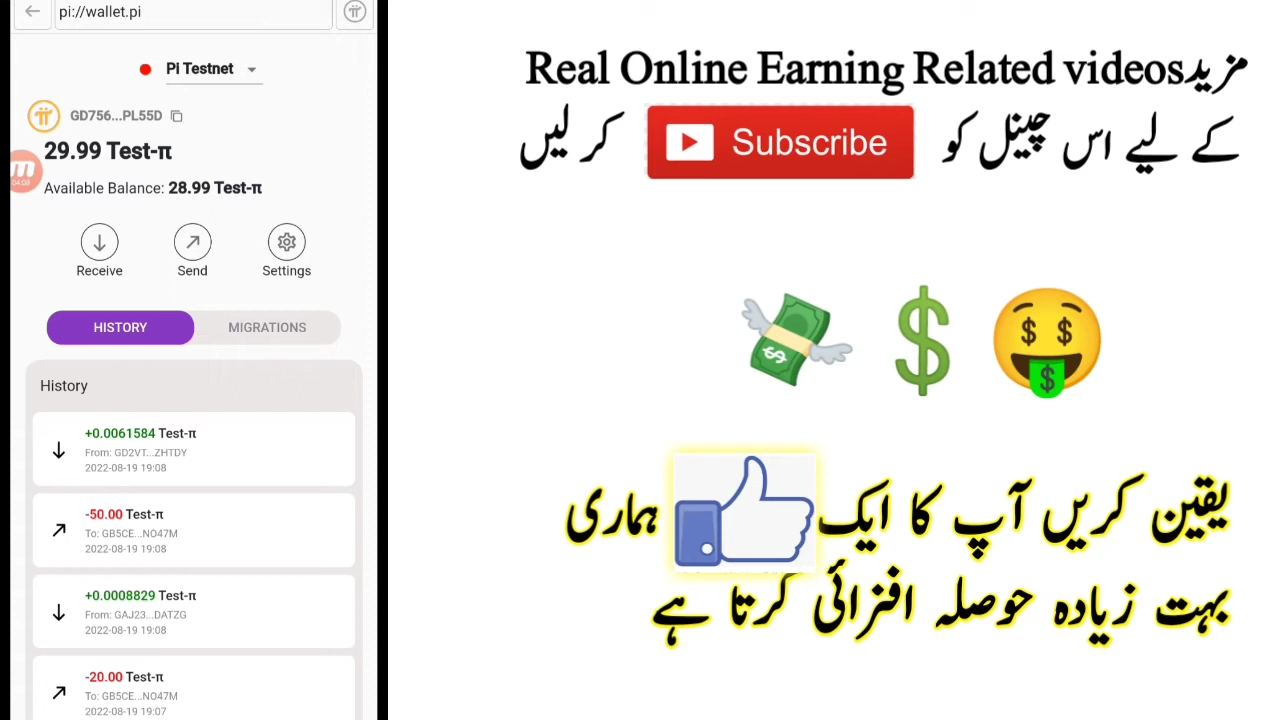 pi://wallet.pi
Pi Testnet
GD756...PL55D
29.99 Test-π
04:03
Available Balance: 28.99 Test-π
Receive
Send
Settings
HISTORY
MIGRATIONS
History
+0.0061584 Test-π
From: GD2VT...ZHTDY
2022-08-19 19:08
-50.00 Test-π
To: GB5CE...NO47M
2022-08-19 19:08
+0.0008829 Test-π
From: GAJ23...DATZG
2022-08-19 19:08
-20.00 Test-π
To: GB5CE...NO47M
2022-08-19 19:07
مزید Real Online Earning Related videos
کے لیے اس چینل کو Subscribe کر لیں
یقین کریں آپ کا ایک ہماری
بہت زیادہ حوصلہ افزائی کرتا ہے